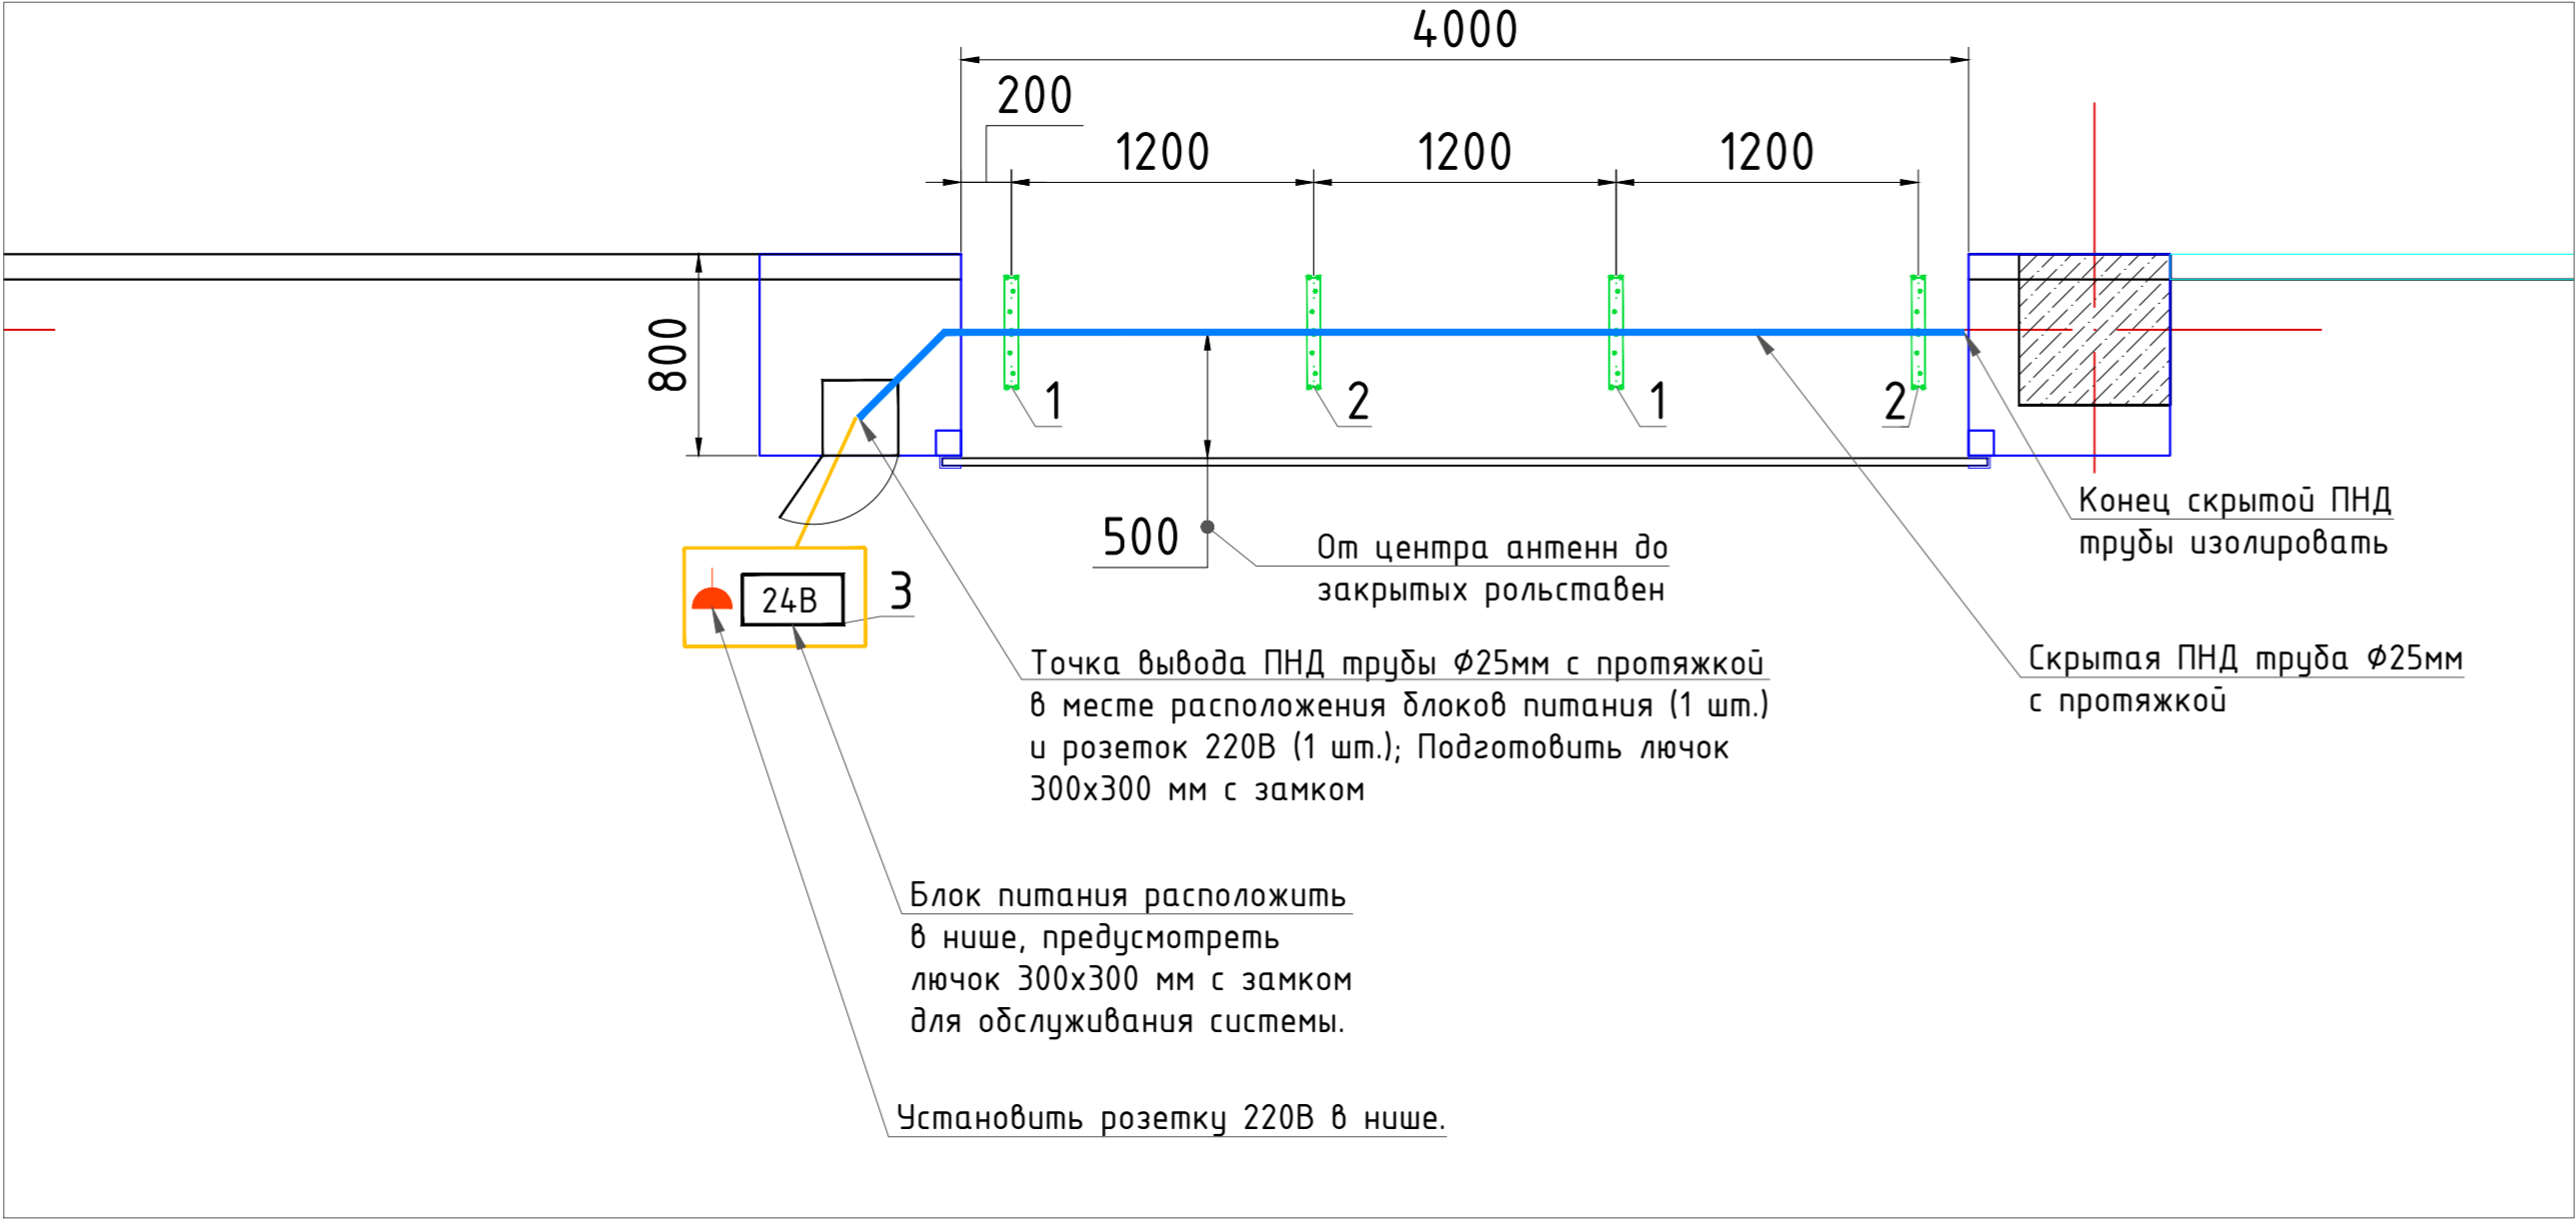 4000
200
1200
1200
1200
800
1
2
1
2
500
От центра антенн до
закрытых рольставен
Конец скрытой ПНД
трубы изолировать
24В
3
Точка вывода ПНД трубы Ф25мм с протяжкой
в месте расположения блоков питания (1 шт.)
и розеток 220В (1 шт.); Подготовить лючок
300х300 мм с замком
Скрытая ПНД труба Ф25мм
с протяжкой
Блок питания расположить
в нише, предусмотреть
лючок 300х300 мм с замком
для обслуживания системы.
Установить розетку 220В в нише.